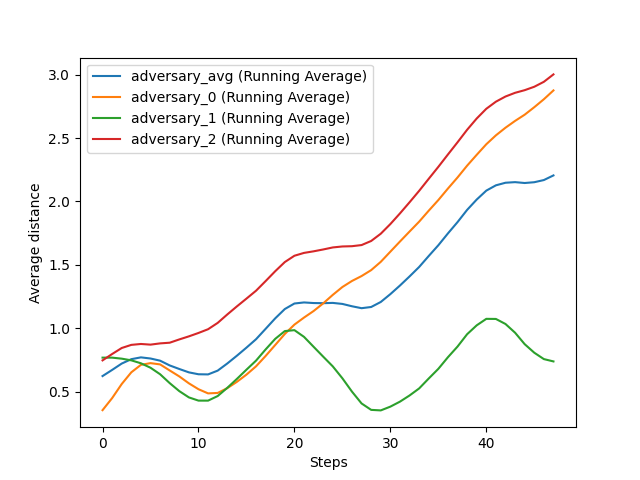 adversary_avg (Running Average)
adversary_0 (Running Average)
adversary_1 (Running Average)
adversary_2 (Running Average)
3.0
2.5
2.0
1.5
1.0
0.5
Average distance
0 10 20 30 40
Steps